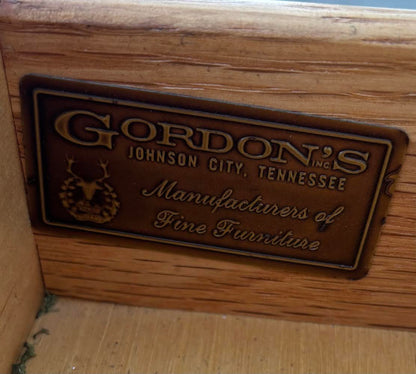 GORDON'S INC.
JOHNSON CITY, TENNESSEE
Manufacturers of
Fine Furniture